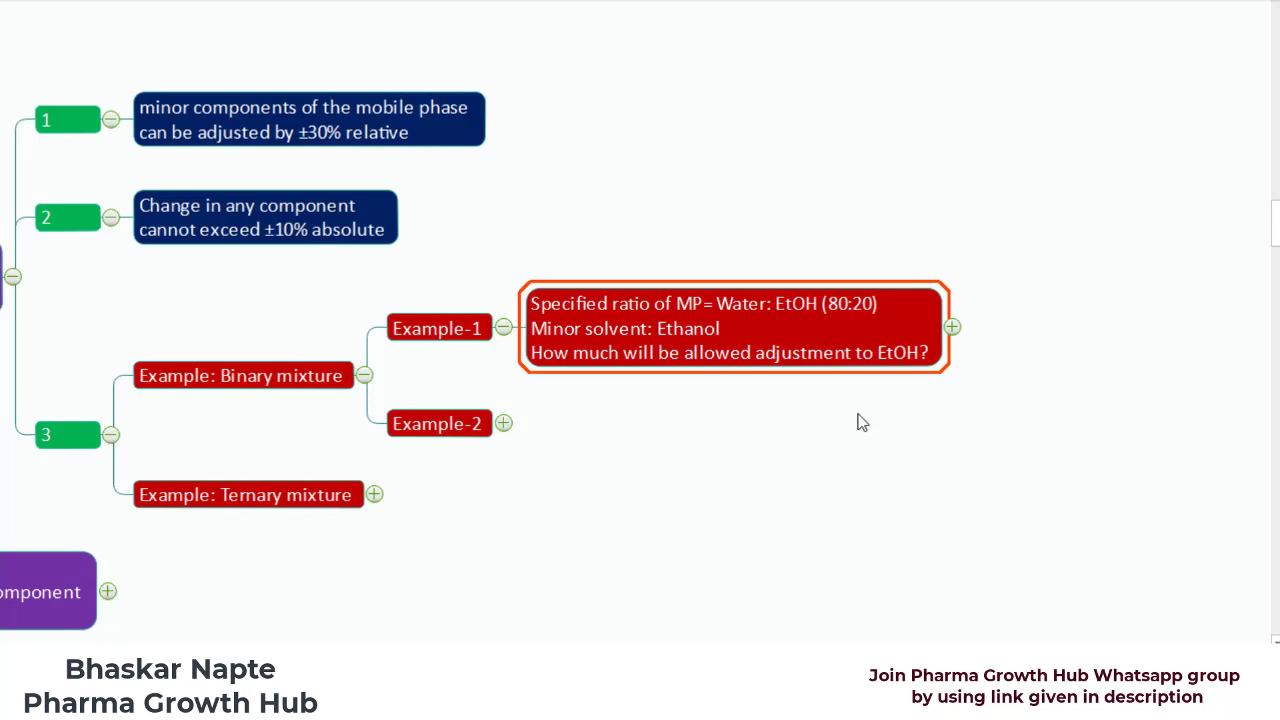 1
minor components of the mobile phase
can be adjusted by ±30% relative
2
Change in any component
cannot exceed ±10% absolute
3
Example: Binary mixture
Example-1
Specified ratio of MP= Water: EtOH (80:20)
Minor solvent: Ethanol
How much will be allowed adjustment to EtOH?
Example-2
Example: Ternary mixture
omponent
Bhaskar Napte
Pharma Growth Hub
Join Pharma Growth Hub Whatsapp group
by using link given in description